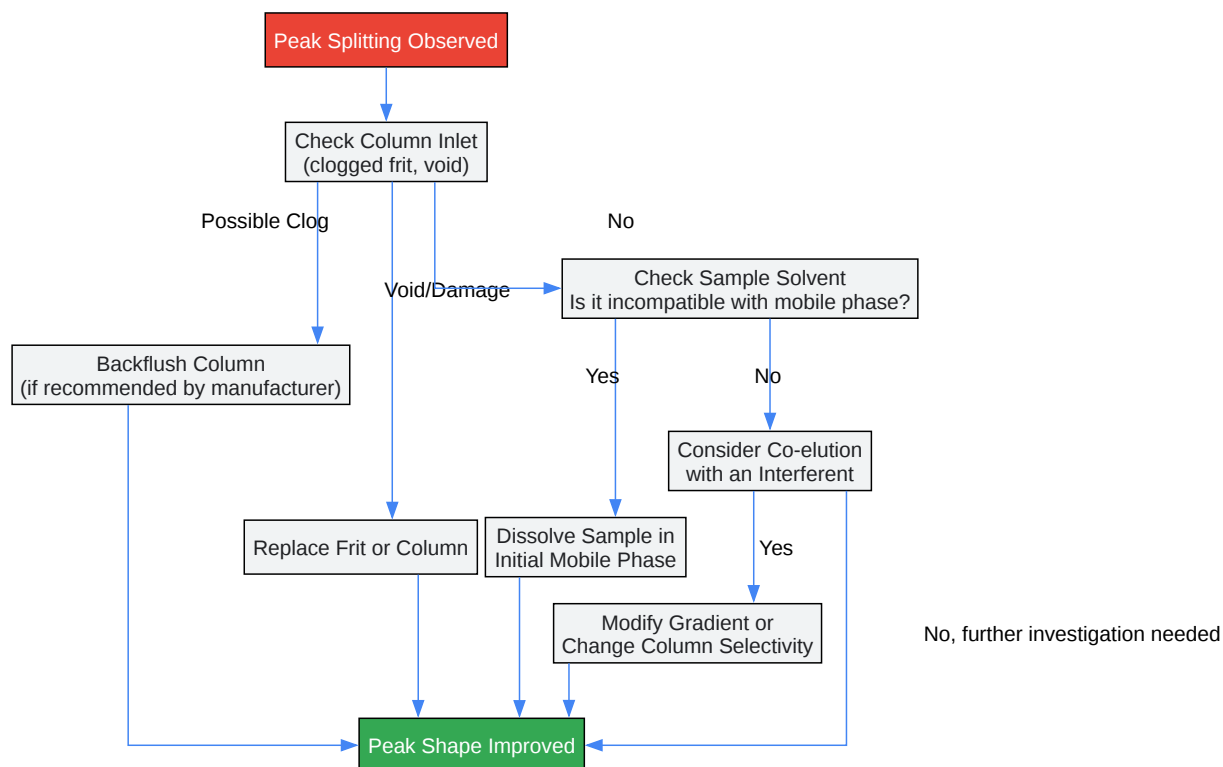 Peak Splitting Observed
Check Column Inlet
(clogged frit, void)
Possible Clog
No
Void/Damage
Check Sample Solvent
Is it incompatible with mobile phase?
Backflush Column
(if recommended by manufacturer)
Yes
No
Consider Co-elution
with an Interferent
Replace Frit or Column
Dissolve Sample in
Initial Mobile Phase
Yes
Modify Gradient or
Change Column Selectivity
No, further investigation needed
Peak Shape Improved